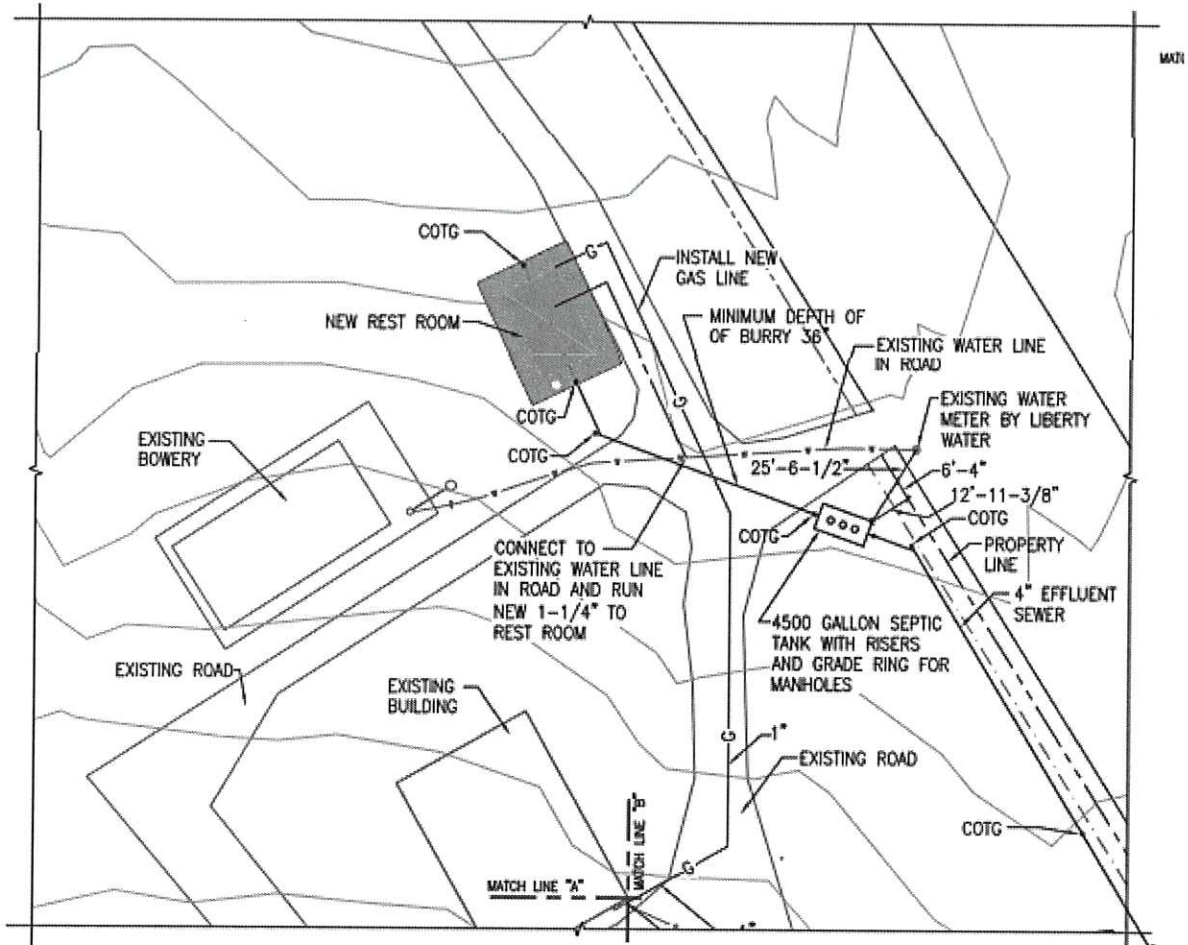 MAT
COTG
G
INSTALL NEW
GAS LINE
NEW REST ROOM
MINIMUM DEPTH OF
OF BURRY 36"
EXISTING WATER LINE
IN ROAD
EXISTING WATER
METER BY LIBERTY
WATER
COTG
G
EXISTING
BOWERY
COTG
25'-6-1/2"
6'-4"
12'-11-3/8"
COTG
COTG
PROPERTY
LINE
CONNECT TO
EXISTING WATER LINE
IN ROAD AND RUN
NEW 1-1/4" TO
REST ROOM
4" EFFLUENT
SEWER
4500 GALLON SEPTIC
TANK WITH RISERS
AND GRADE RING FOR
MANHOLES
EXISTING ROAD
EXISTING
BUILDING
G
1"
EXISTING ROAD
COTG
MATCH LINE "B"
G
MATCH LINE "A"